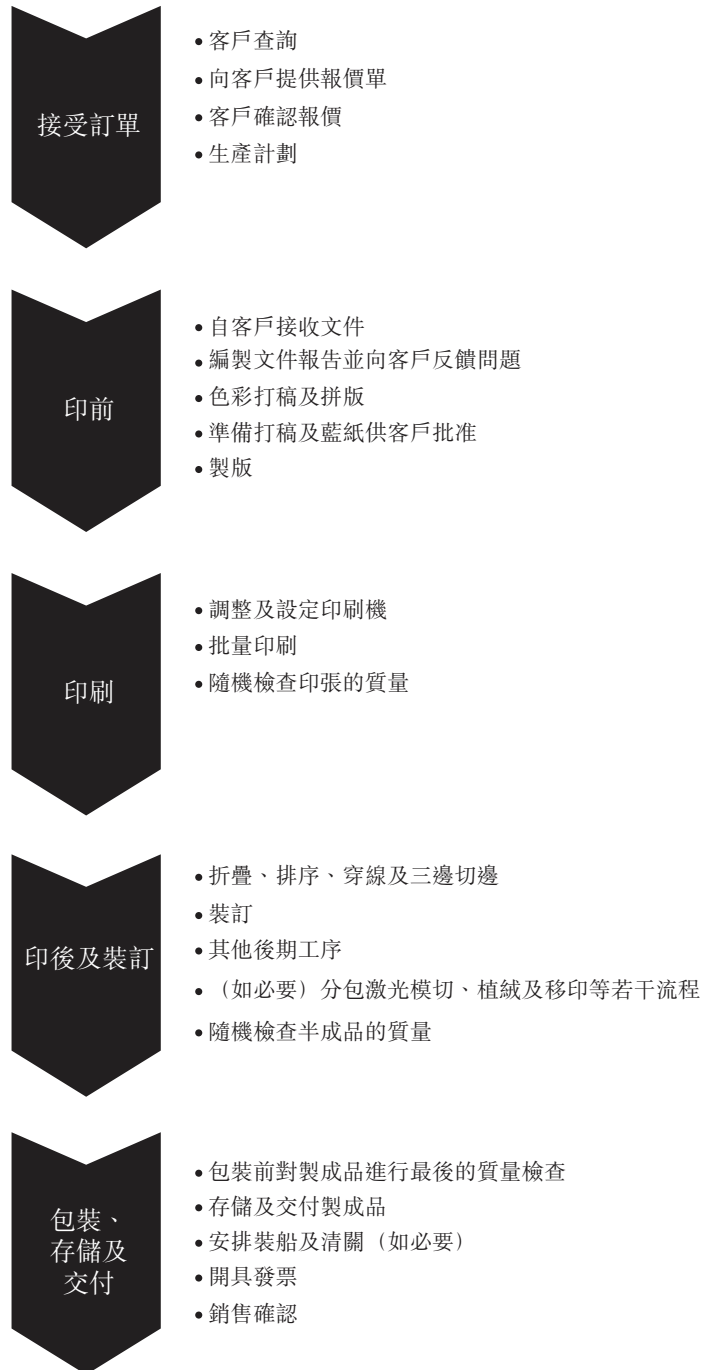 接受訂單
•客戶查詢
•向客戶提供報價單
•客戶確認報價
•生產計劃
印前
•自客戶接收文件
•編製文件報告並向客戶反饋問題
•色彩打稿及拼版
•準備打稿及藍紙供客戶批准
•製版
印刷
•調整及設定印刷機
•批量印刷
•隨機檢查印張的質量
印後及裝訂
•折疊、排序、穿線及三邊切邊
•裝訂
•其他後期工序
•（如必要）分包激光模切、植絨及移印等若干流程
•隨機檢查半成品的質量
包裝、
存儲及
交付
•包裝前對製成品進行最後的質量檢查
•存儲及交付製成品
•安排裝船及清關（如必要）
•開具發票
•銷售確認